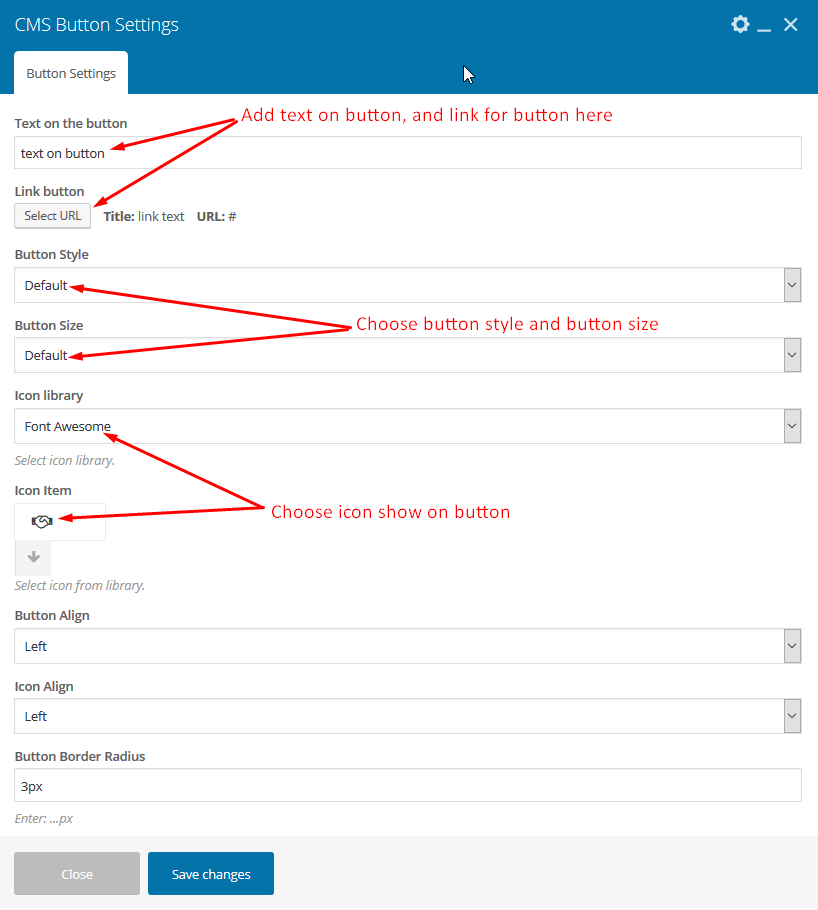 CMS Button Settings
Button Settings
Text on the button
Add text on button, and link for button here
text on button
Link button
Select URL Title: link text URL: #
Button Style
Default
Choose button style and button size
Button Size
Default
Icon library
Font Awesome
Select icon library.
Icon Item
Choose icon show on button
Select icon from library.
Button Align
Left
Icon Align
Left
Button Border Radius
3px
Enter: ...px
Close Save changes